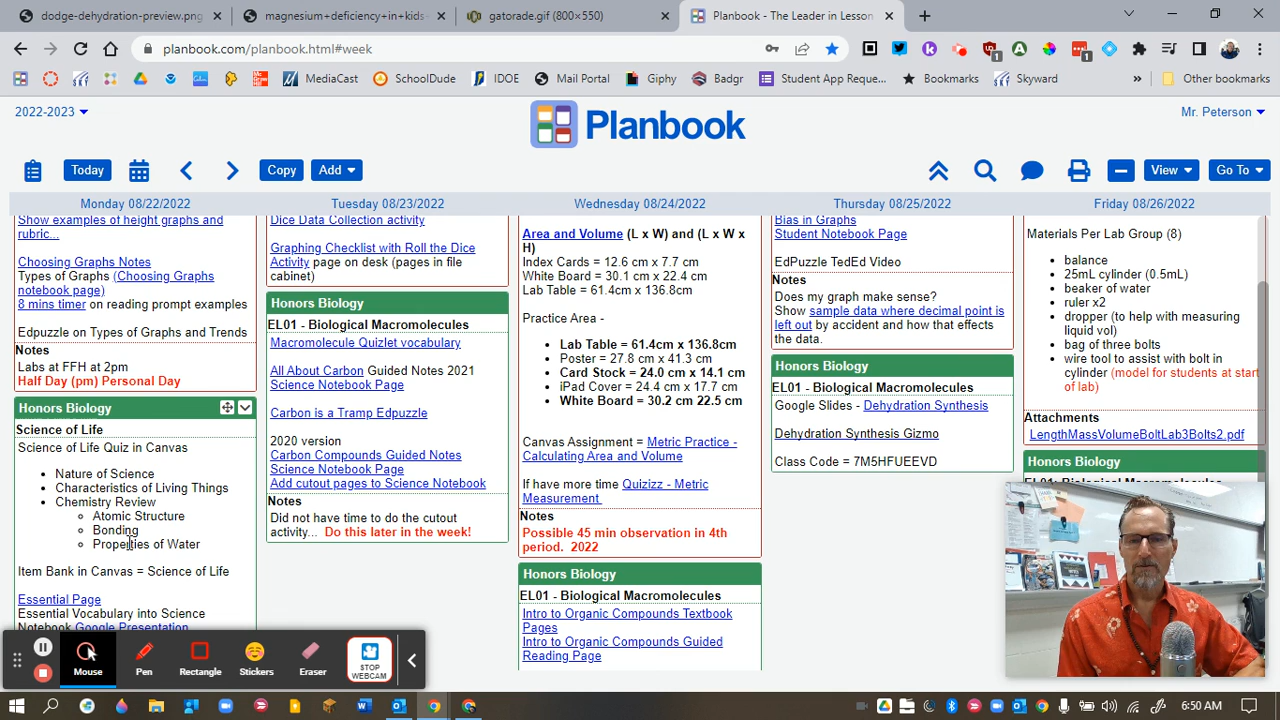 dodge-dehydration-preview.png
magnesium+deficiency+in+kids-
gatorade.gif (800×550)
Planbook - The Leader in Lesson
planbook.com/planbook.html#week
1
1
MediaCast
SchoolDude
IDOE
Mail Portal
Giphy
Badgr
Student App Reque...
Bookmarks
Skyward
»
Other bookmarks
2022-2023
Planbook
Mr. Peterson
Today
Copy
Add
View
Go To
Monday 08/22/2022
Tuesday 08/23/2022
Wednesday 08/24/2022
Thursday 08/25/2022
Friday 08/26/2022
Show examples of height graphs and
rubric...
Choosing Graphs Notes
Types of Graphs (Choosing Graphs
notebook page)
8 mins timer on reading prompt examples
Edpuzzle on Types of Graphs and Trends
Notes
Labs at FFH at 2pm
Half Day (pm) Personal Day
Honors Biology
Science of Life
Science of Life Quiz in Canvas
Nature of Science
Characteristics of Living Things
Chemistry Review
Atomic Structure
Bonding
Properties of Water
Item Bank in Canvas = Science of Life
Essential Page
Essential Vocabulary into Science
Notebook Google Presentation
Dice Data Collection activity
Graphing Checklist with Roll the Dice
Activity page on desk (pages in file
cabinet)
Honors Biology
EL01 - Biological Macromolecules
Macromolecule Quizlet vocabulary
All About Carbon Guided Notes 2021
Science Notebook Page
Carbon is a Tramp Edpuzzle
2020 version
Carbon Compounds Guided Notes
Science Notebook Page
Add cutout pages to Science Notebook
Notes
Did not have time to do the cutout
activity... Do this later in the week!
Area and Volume (L x W) and (L x W x
H)
Index Cards = 12.6 cm x 7.7 cm
White Board = 30.1 cm x 22.4 cm
Lab Table = 61.4cm x 136.8cm
Practice Area -
Lab Table = 61.4cm x 136.8cm
Poster = 27.8 cm x 41.3 cm
Card Stock = 24.0 cm x 14.1 cm
iPad Cover = 24.4 cm x 17.7 cm
White Board = 30.2 cm 22.5 cm
Canvas Assignment = Metric Practice -
Calculating Area and Volume
If have more time Quizizz - Metric
Measurement
Notes
Possible 45 min observation in 4th
period. 2022
Honors Biology
EL01 - Biological Macromolecules
Intro to Organic Compounds Textbook
Pages
Intro to Organic Compounds Guided
Reading Page
Bias in Graphs
Student Notebook Page
EdPuzzle TedEd Video
Notes
Does my graph make sense?
Show sample data where decimal point is
left out by accident and how that effects
the data.
Honors Biology
EL01 - Biological Macromolecules
Google Slides - Dehydration Synthesis
Dehydration Synthesis Gizmo
Class Code = 7M5HFUEEVD
Materials Per Lab Group (8)
balance
25mL cylinder (0.5mL)
beaker of water
ruler x2
dropper (to help with measuring
liquid vol)
bag of three bolts
wire tool to assist with bolt in
cylinder (model for students at start
of lab)
Attachments
LengthMassVolumeBoltLab3Bolts2.pdf
Honors Biology
EL01 - Biological Macromolecules
Mouse
Pen
Rectangle
Stickers
Eraser
STOP
WEBCAM
6:50 AM